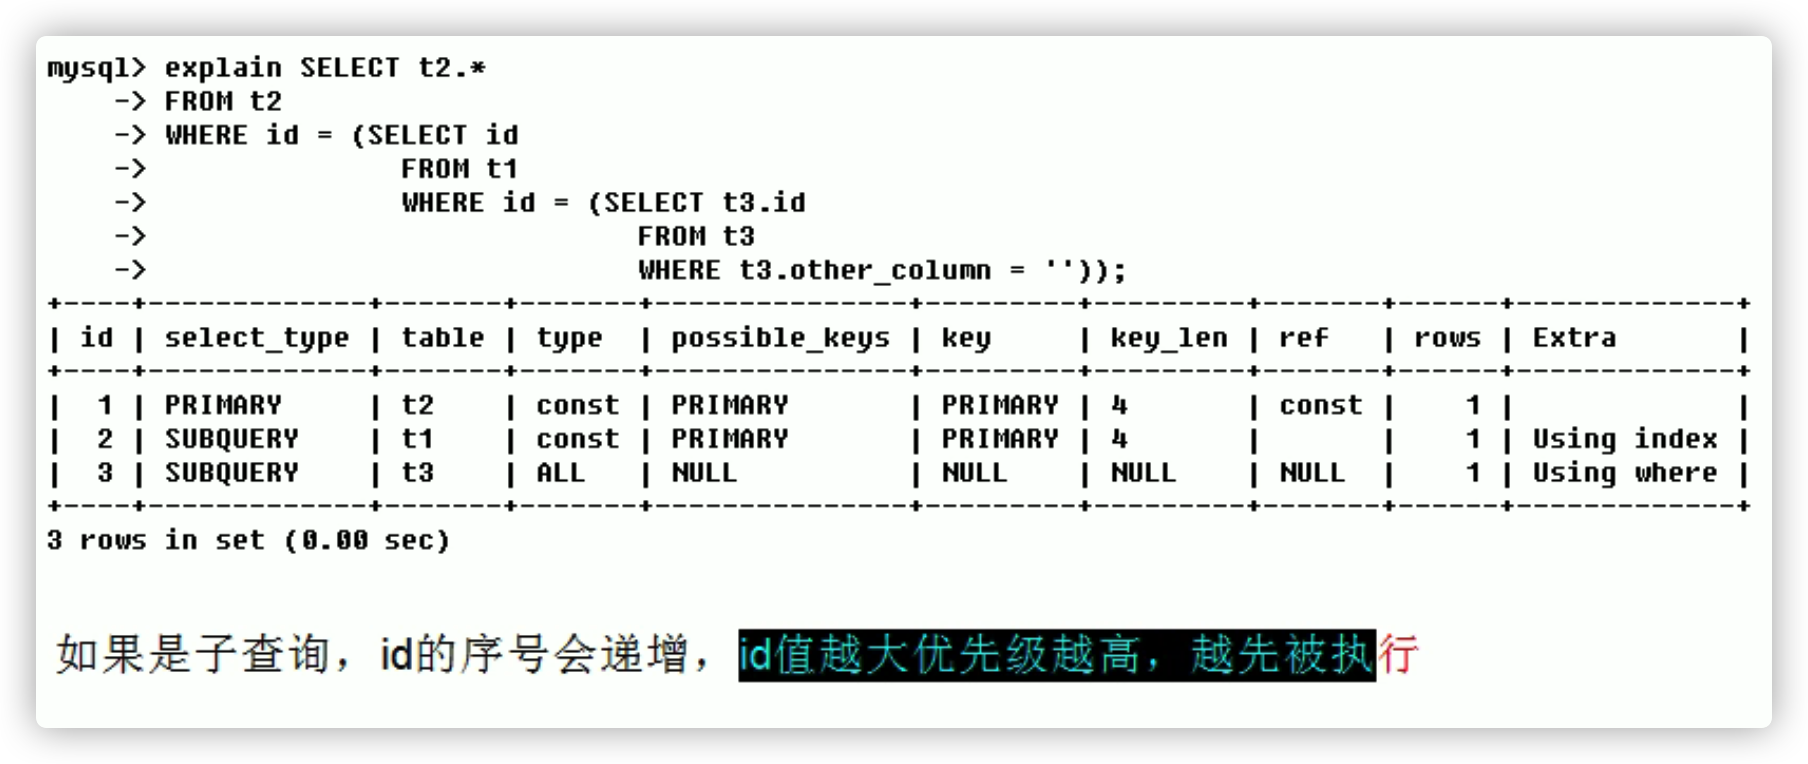 mysql> explain SELECT t2.*
    -> FROM t2
    -> WHERE id = (SELECT id
    ->               FROM t1
    ->               WHERE id = (SELECT t3.id
    ->                             FROM t3
    ->                             WHERE t3.other_column = ''));
+----+-------------+-------+-------+---------------+---------+---------+-------+------+-------------+
| id | select_type | table | type  | possible_keys | key     | key_len | ref   | rows | Extra       |
+----+-------------+-------+-------+---------------+---------+---------+-------+------+-------------+
|  1 | PRIMARY     | t2    | const | PRIMARY       | PRIMARY | 4       | const |    1 |             |
|  2 | SUBQUERY    | t1    | const | PRIMARY       | PRIMARY | 4       |       |    1 | Using index |
|  3 | SUBQUERY    | t3    | ALL   | NULL          | NULL    | NULL    | NULL  |    1 | Using where |
+----+-------------+-------+-------+---------------+---------+---------+-------+------+-------------+
3 rows in set (0.00 sec)
如果是子查询，id的序号会递增，id值越大优先级越高，越先被执行